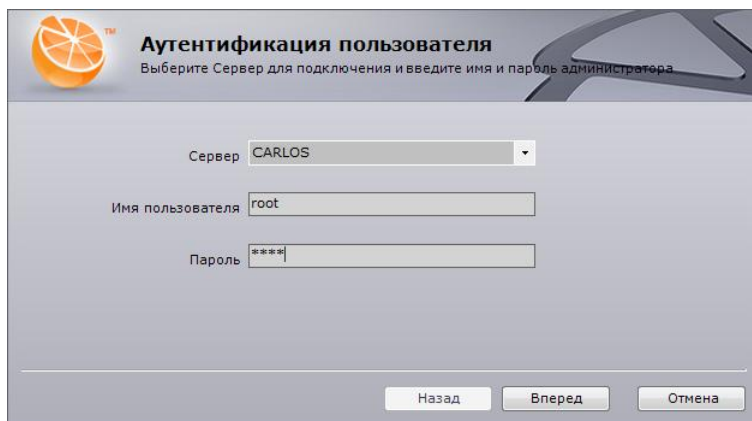 TM
Аутентификация пользователя
Выберите Сервер для подключения и введите имя и пароль администратора
Сервер CARLOS
Имя пользователя root
Пароль ****
Назад Вперед Отмена